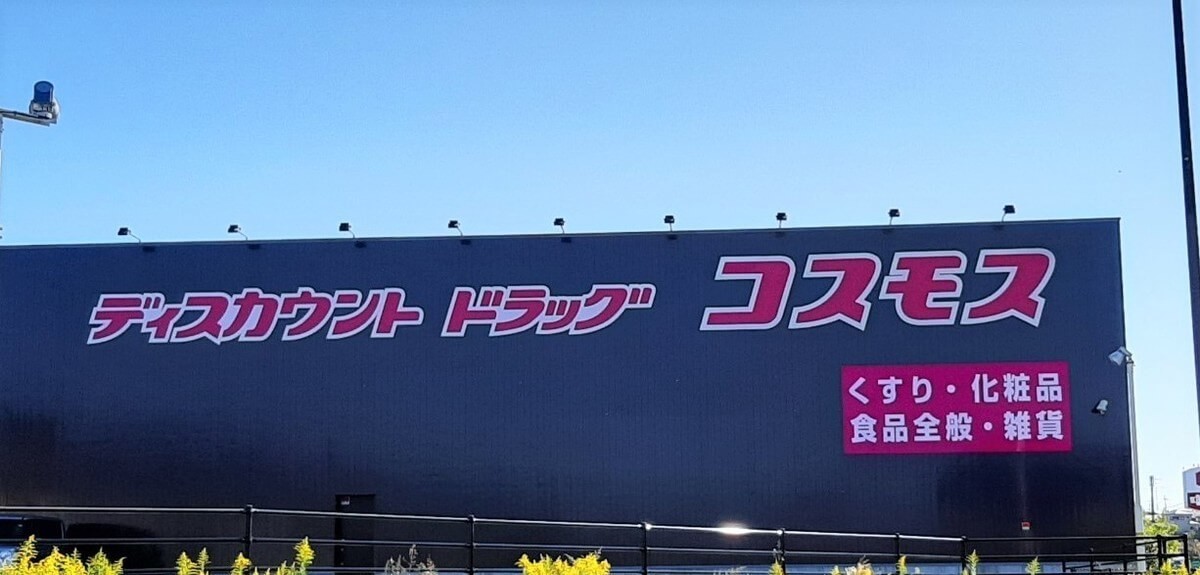 ディスカウント ドラッグ コスモス
くすり・化粧品
食品全般・雑貨